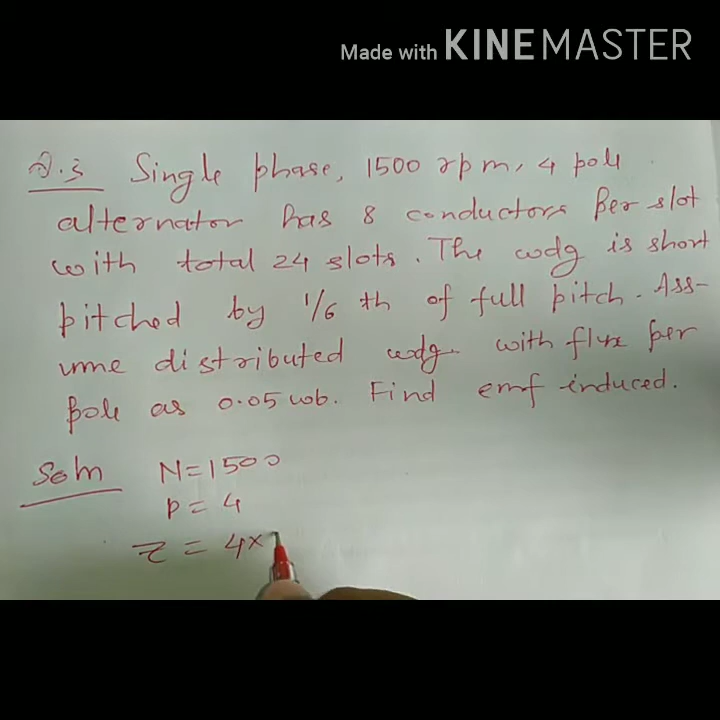 Made with KINEMASTER
Q.3 Single phase, 1500 rpm, 4 pole
alternator has 8 conductors per slot
with total 24 slots. The wdg is short
pitched by 1/6 th of full pitch. Ass-
ume distributed wdg. with flux per
pole as 0.05 wb. Find emf induced.
Soln N=1500
P = 4
Z = 4x